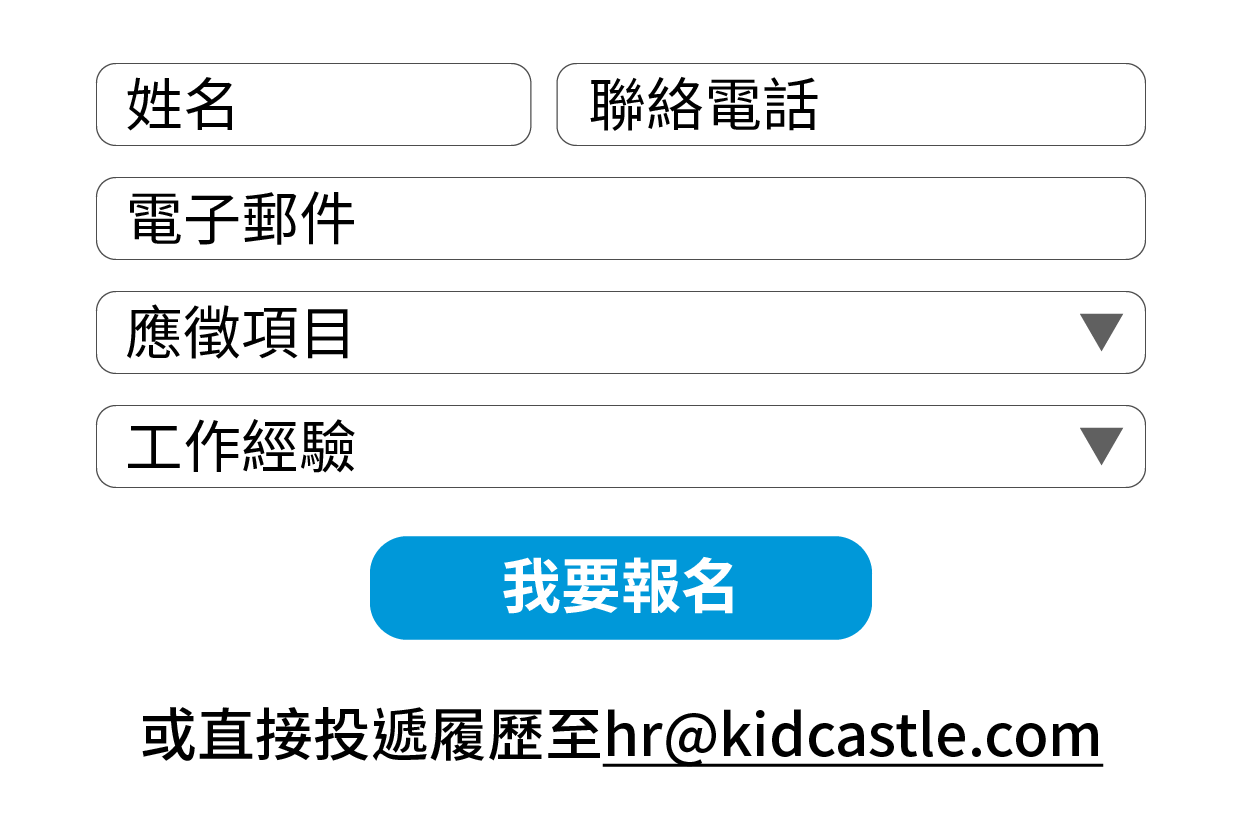 姓名 聯絡電話
電子郵件
應徵項目
工作經驗
我要報名
或直接投遞履歷至hr@kidcastle.com